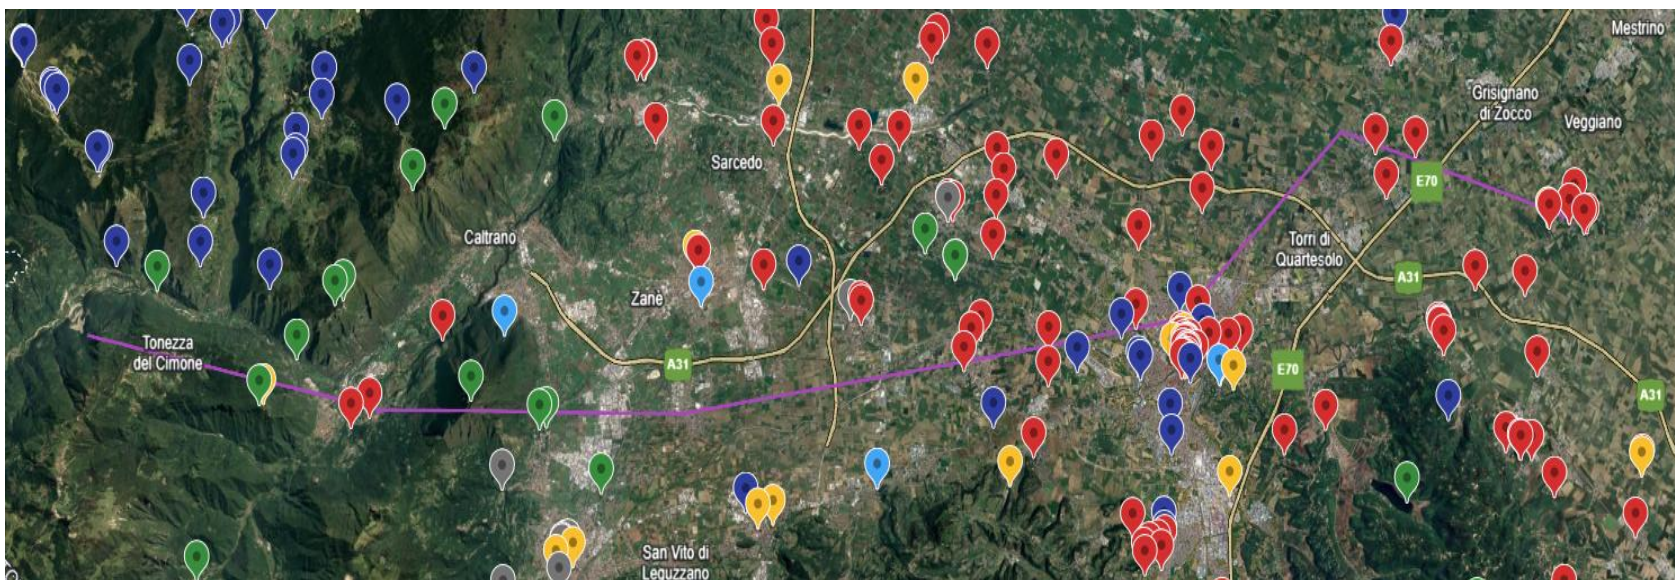 Mestrino
Grisignano
di Zocco
Veggiano
Sarcedo
E70
Caltrano
Torri di
Quartesolo
A31
Zanè
Tonezza
del Cimone
A31
E70
A31
San Vito di
Leguzzano